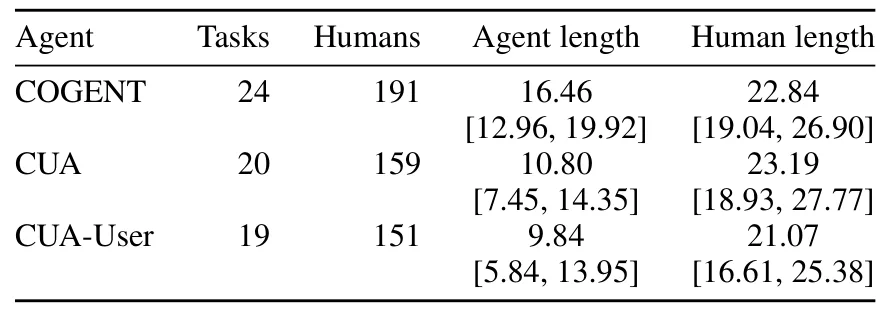 Agent Tasks Humans Agent length Human length
COGENT 24 191 16.46 22.84
[12.96, 19.92] [19.04, 26.90]
CUA 20 159 10.80 23.19
[7.45, 14.35] [18.93, 27.77]
CUA-User 19 151 9.84 21.07
[5.84, 13.95] [16.61, 25.38]